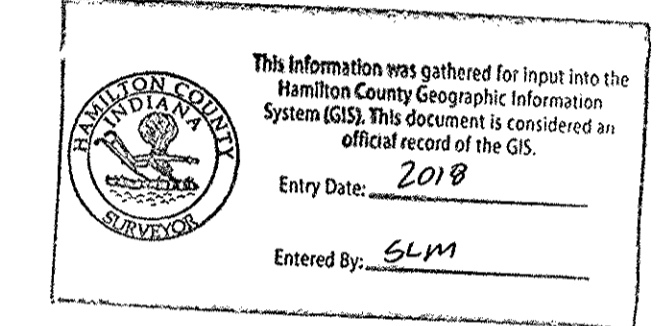 HAMILTON COUNTY
INDIANA
SURVEYOR
This information was gathered for input into the
Hamilton County Geographic Information
System (GIS). This document is considered an
official record of the GIS.
Entry Date: 2018
Entered By: SLM